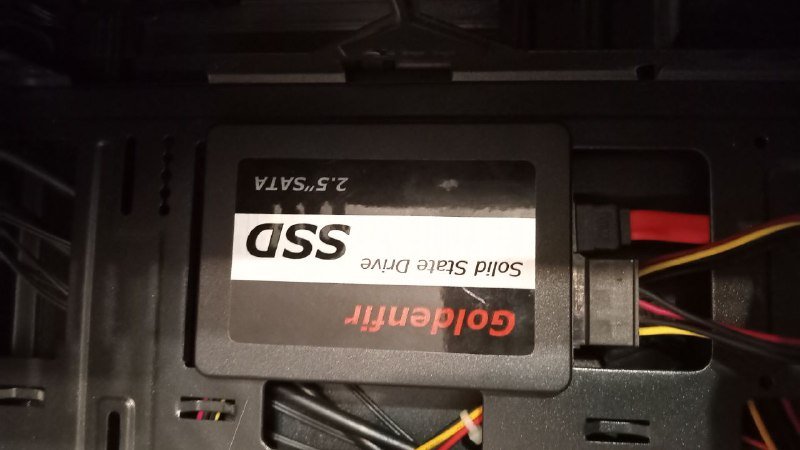 Goldenfir
Solid State Drive
SSD
2.5"SATA